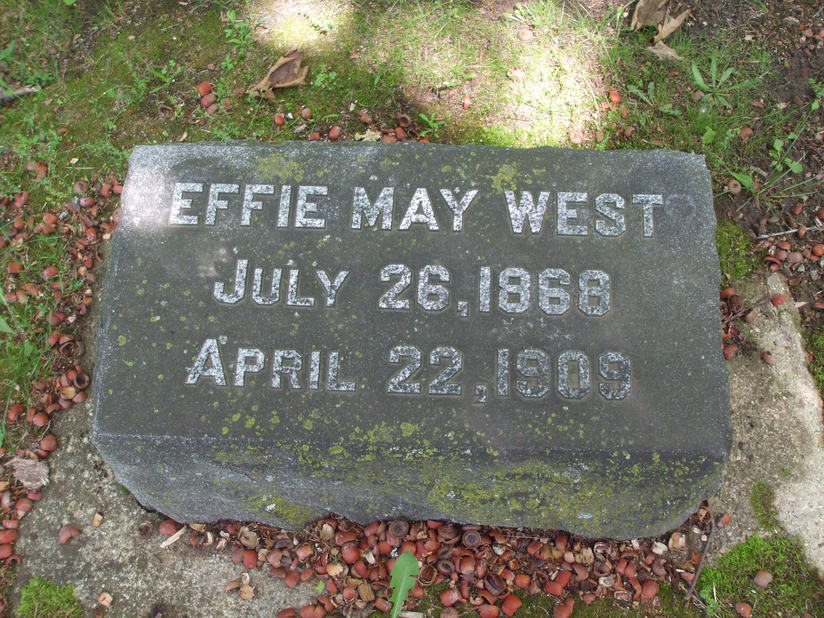 EFFIE MAY WEST
JULY 26, 1868
APRIL 22, 1909